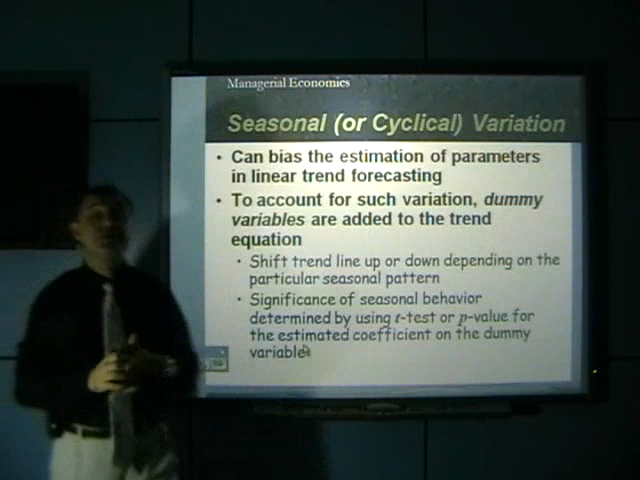 Managerial Economics
Seasonal (or Cyclical) Variation
• Can bias the estimation of parameters
in linear trend forecasting
• To account for such variation, dummy
variables are added to the trend
equation
• Shift trend line up or down depending on the
particular seasonal pattern
• Significance of seasonal behavior
determined by using t-test or p-value for
the estimated coefficient on the dummy
variable